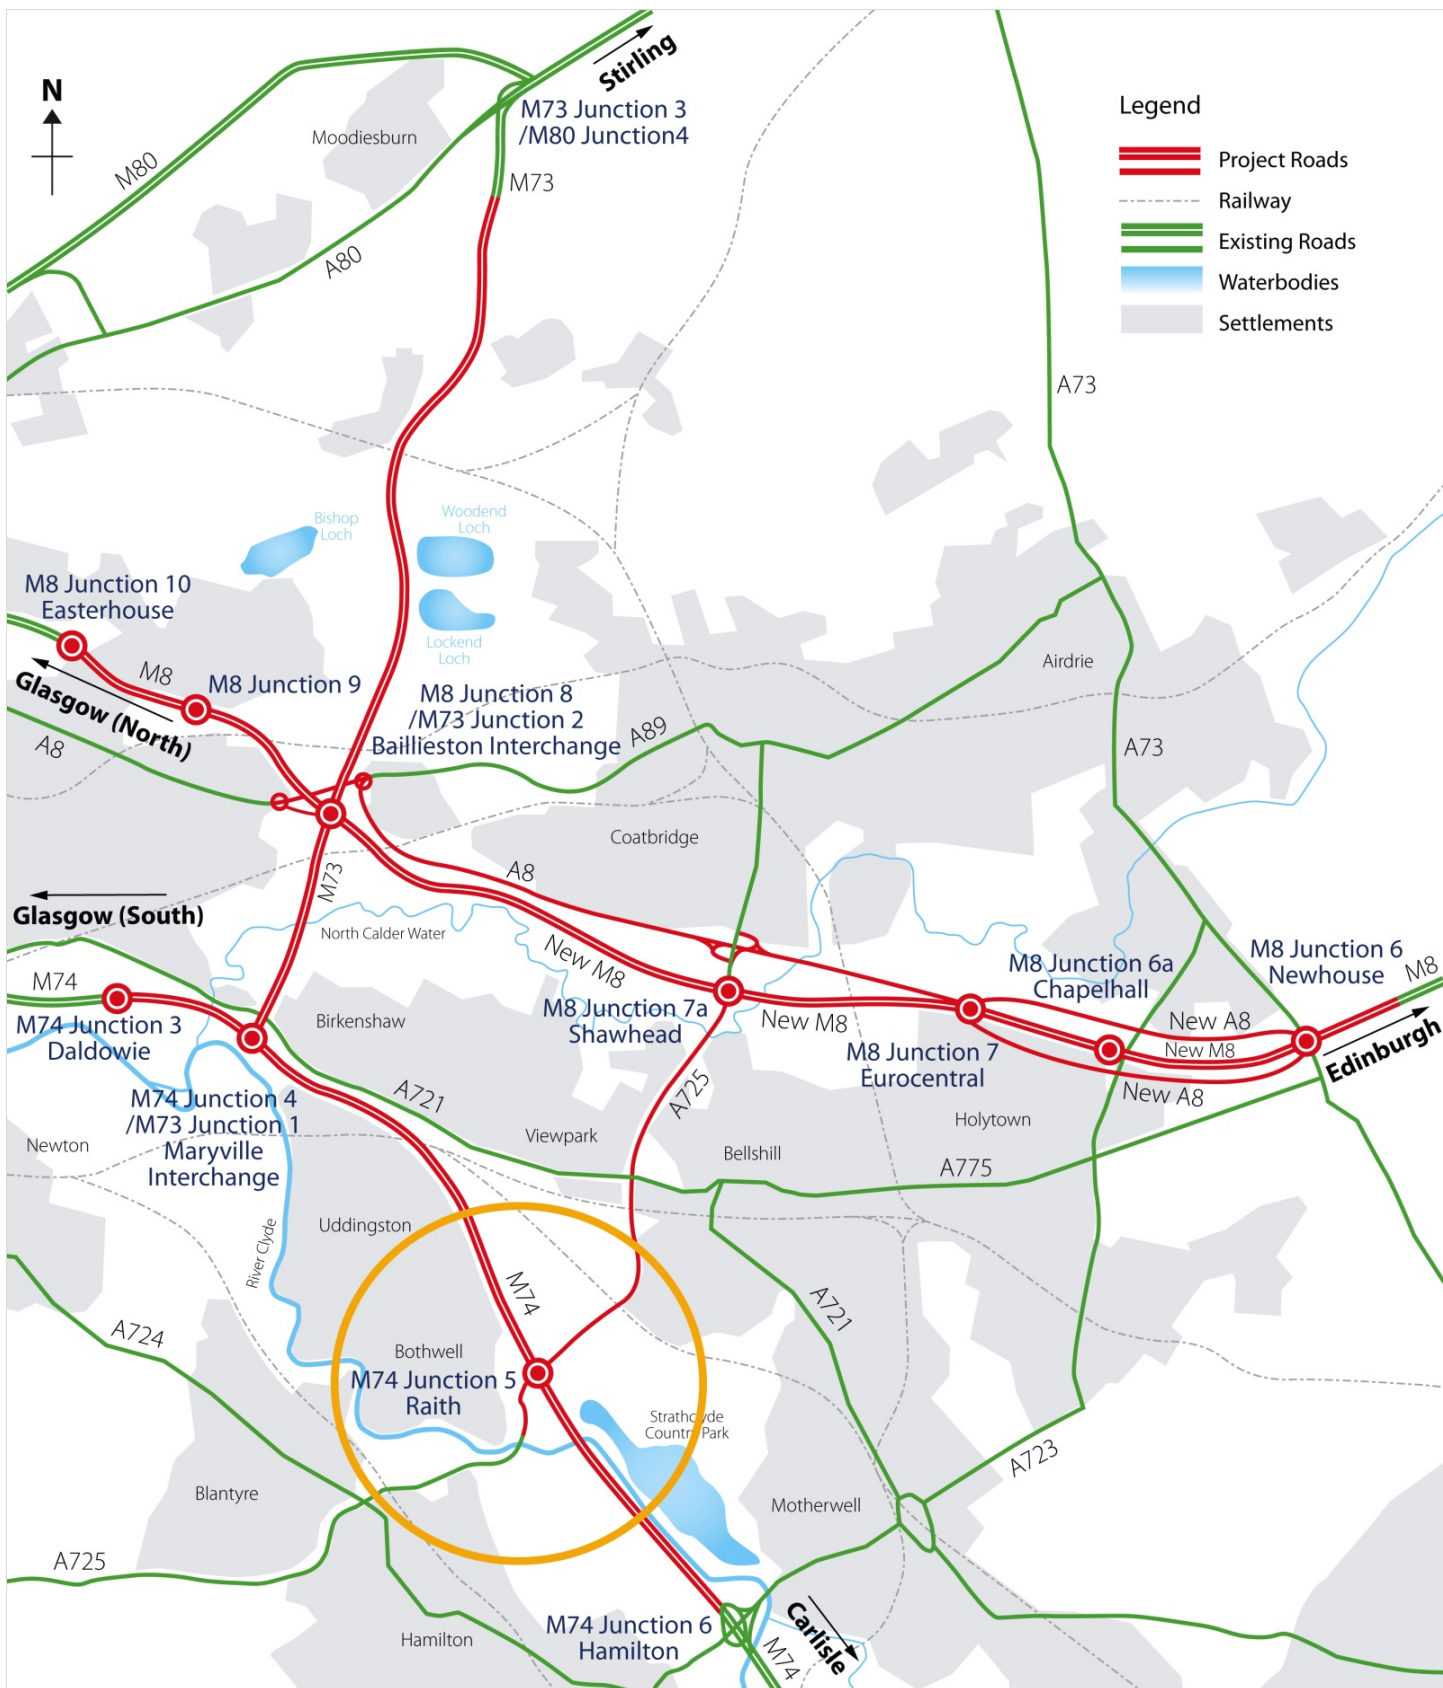 N
Stirling
M73 Junction 3
/M80 Junction4
Moodiesburn
M80
M73
A80
Legend
Project Roads
Railway
Existing Roads
Waterbodies
Settlements
A73
Bishop
Loch
Woodend
Loch
Lockend
Loch
M8 Junction 10
Easterhouse
M8
M8 Junction 9
Glasgow (North)
A8
M8 Junction 8
/M73 Junction 2
Baillieston Interchange
A89
Airdrie
A73
Coatbridge
A8
M73
Glasgow (South)
North Calder Water
New M8
M8 Junction 6a
Chapelhall
M8 Junction 6
Newhouse
M8
M74
M74 Junction 3
Daldowie
Birkenshaw
M8 Junction 7a
Shawhead
New M8
M8 Junction 7
Eurocentral
New A8
New M8
New A8
Edinburgh
M74 Junction 4
/M73 Junction 1
Maryville
Interchange
A721
A725
Newton
Viewpark
Bellshill
Holytown
A775
Uddingston
River Clyde
M74
A721
A724
Bothwell
M74 Junction 5
Raith
Strathclyde
Country Park
A723
Blantyre
Motherwell
A725
Hamilton
M74 Junction 6
Hamilton
M74
Carlisle